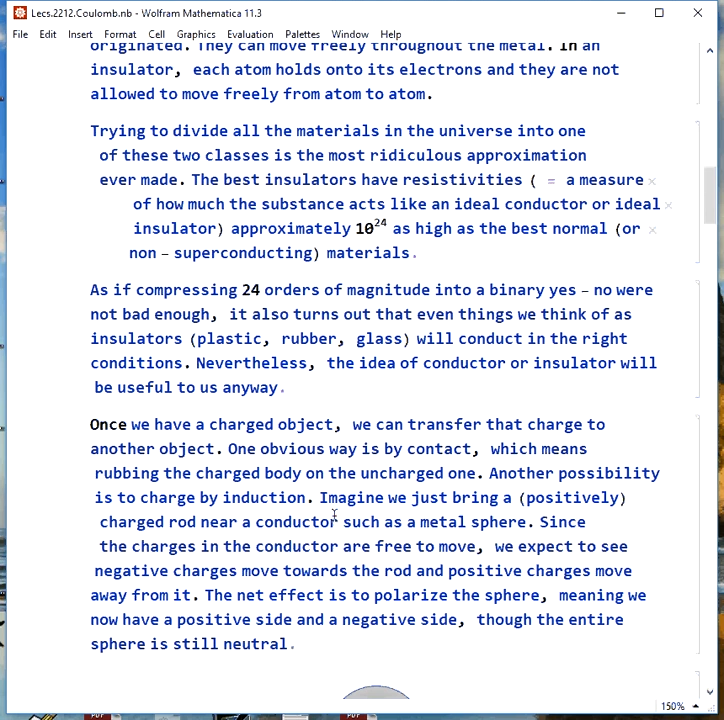 Lecs.2212.Coulomb.nb - Wolfram Mathematica 11.3
File Edit Insert Format Cell Graphics Evaluation Palettes Window Help
originated. They can move freely throughout the metal. In an
insulator, each atom holds onto its electrons and they are not
allowed to move freely from atom to atom.
Trying to divide all the materials in the universe into one
of these two classes is the most ridiculous approximation
ever made. The best insulators have resistivities ( = a measure
of how much the substance acts like an ideal conductor or ideal
insulator) approximately 10^24 as high as the best normal (or
non – superconducting) materials.
As if compressing 24 orders of magnitude into a binary yes – no were
not bad enough, it also turns out that even things we think of as
insulators (plastic, rubber, glass) will conduct in the right
conditions. Nevertheless, the idea of conductor or insulator will
be useful to us anyway.
Once we have a charged object, we can transfer that charge to
another object. One obvious way is by contact, which means
rubbing the charged body on the uncharged one. Another possibility
is to charge by induction. Imagine we just bring a (positively)
charged rod near a conductor such as a metal sphere. Since
the charges in the conductor are free to move, we expect to see
negative charges move towards the rod and positive charges move
away from it. The net effect is to polarize the sphere, meaning we
now have a positive side and a negative side, though the entire
sphere is still neutral.
150%